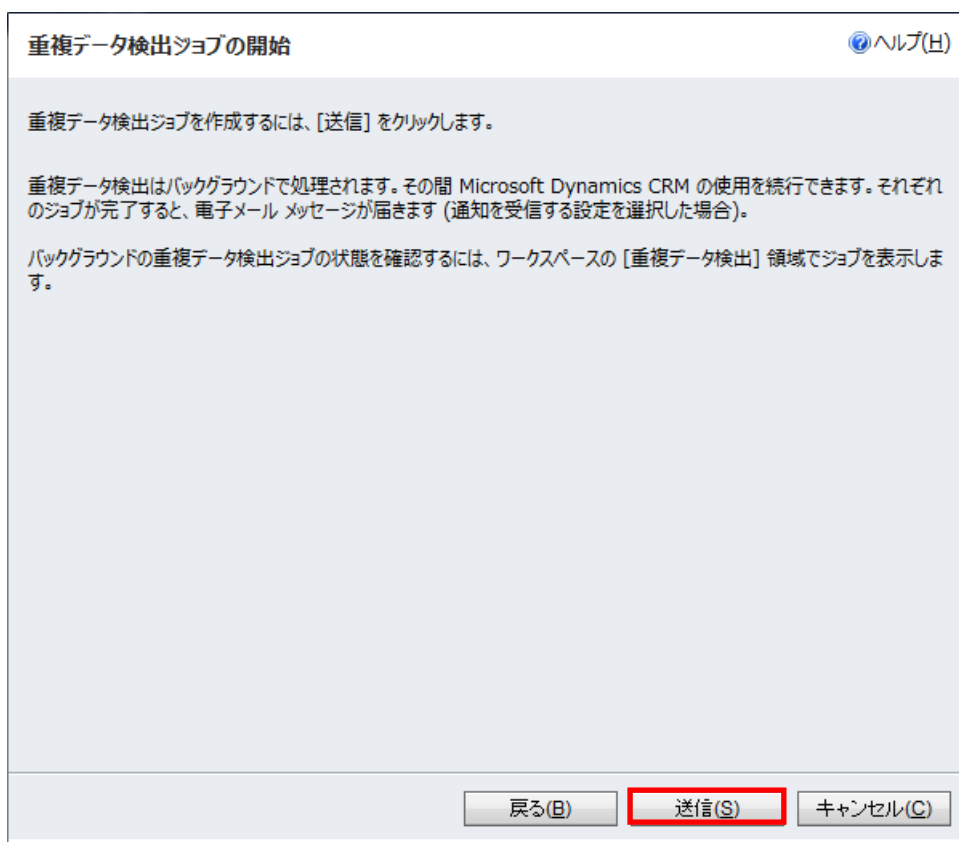 重複データ検出ジョブの開始
ヘルプ(H)
重複データ検出ジョブを作成するには、[送信] をクリックします。
重複データ検出はバックグラウンドで処理されます。その間 Microsoft Dynamics CRM の使用を続行できます。それぞれ
のジョブが完了すると、電子メール メッセージが届きます (通知を受信する設定を選択した場合)。
バックグラウンドの重複データ検出ジョブの状態を確認するには、ワークスペースの [重複データ検出] 領域でジョブを表示しま
す。
戻る(B)
送信(S)
キャンセル(C)